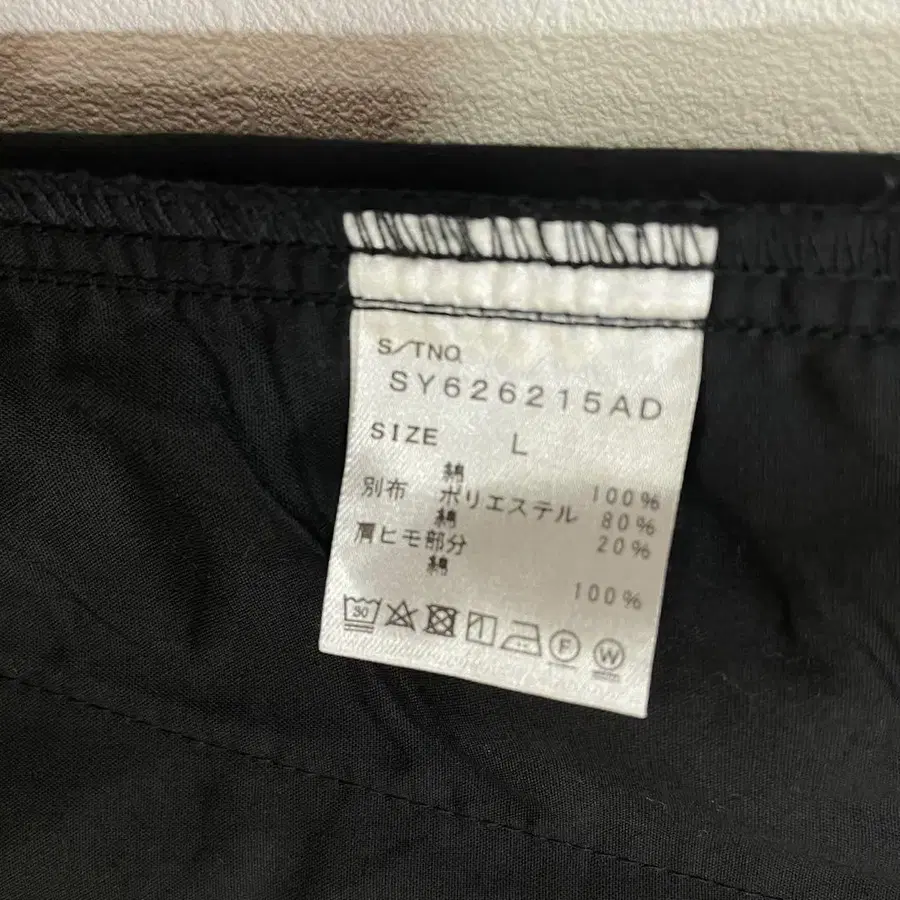 S/TNO.
SY626215AD
SIZE L
綿 100%
別布 ポリエステル 80%
綿 20%
肩ヒモ部分
綿 100%
30 F W